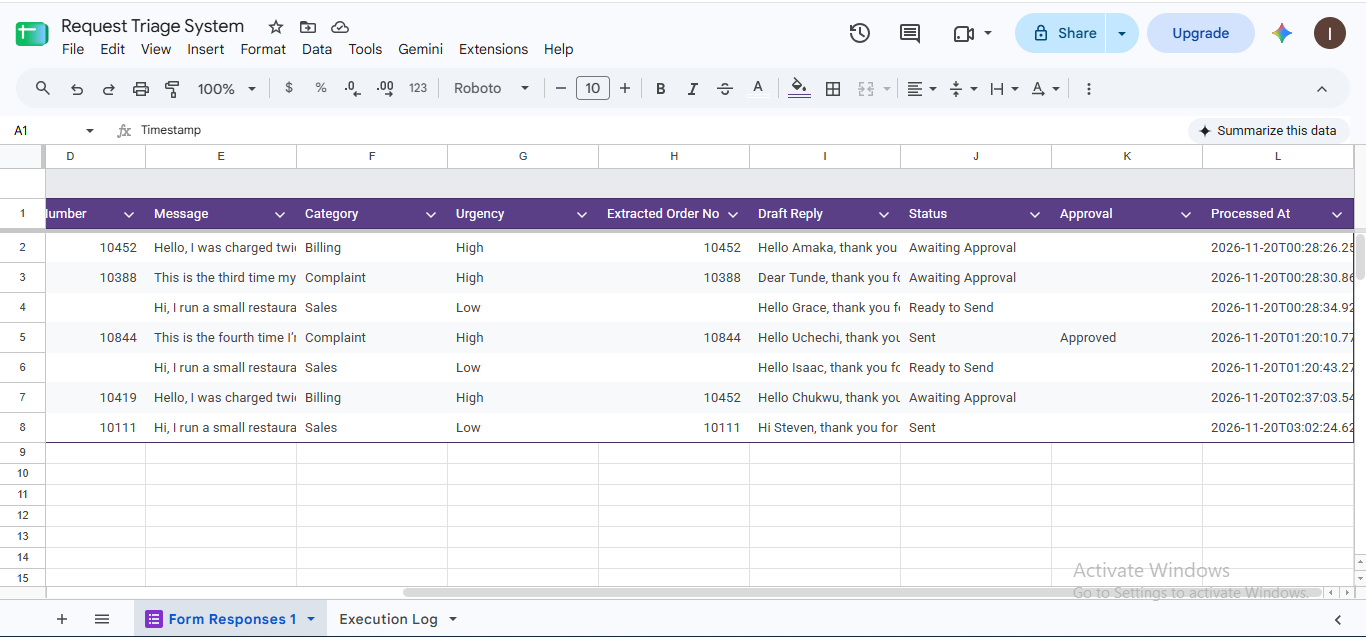 Request Triage System
File Edit View Insert Format Data Tools Gemini Extensions Help
Share
Upgrade
I
100% $ % .0 .00 123 Roboto 10 B I A A
A1 fx Timestamp
Summarize this data
D E F G H I J K L
1 Number Message Category Urgency Extracted Order No Draft Reply Status Approval Processed At
2 10452 Hello, I was charged twi Billing High 10452 Hello Amaka, thank you Awaiting Approval 2026-11-20T00:28:26.25
3 10388 This is the third time my Complaint High 10388 Dear Tunde, thank you fo Awaiting Approval 2026-11-20T00:28:30.86
4 Hi, I run a small restaura Sales Low Hello Grace, thank you fo Ready to Send 2026-11-20T00:28:34.92
5 10844 This is the fourth time I'r Complaint High 10844 Hello Uchechi, thank you Sent Approved 2026-11-20T01:20:10.77
6 Hi, I run a small restaura Sales Low Hello Isaac, thank you fo Ready to Send 2026-11-20T01:20:43.27
7 10419 Hello, I was charged twi Billing High 10452 Hello Chukwu, thank you Awaiting Approval 2026-11-20T02:37:03.54
8 10111 Hi, I run a small restaura Sales Low 10111 Hi Steven, thank you for Sent 2026-11-20T03:02:24.62
9
10
11
12
13
14
15
Activate Windows
Go to Settings to activate Windows.
Form Responses 1 Execution Log